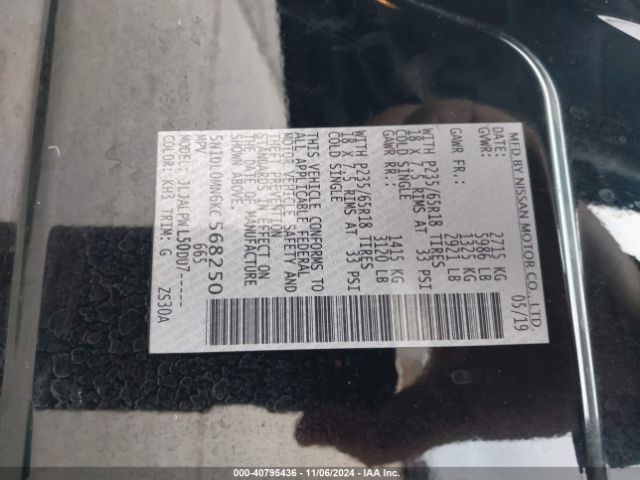 MFD BY NISSAN MOTOR CO., LTD.
DATE: 05/19
GVWR: 2715 KG
5986 LB
GAWR FR: 1325 KG
2921 LB
WITH P235/65R18 TIRES
18 X 7.5 RIMS AT 33 PSI
COLD SINGLE
GAWR RR: 1415 KG
3120 LB
WITH P235/65R18 TIRES
18 X 7.5 RIMS AT 33 PSI
COLD SINGLE
THIS VEHICLE CONFORMS TO
ALL APPLICABLE FEDERAL
MOTOR VEHICLE SAFETY AND
THEFT PREVENTION
STANDARDS IN EFFECT ON
THE DATE OF MANUFACTURE
SHOWN ABOVE.
5N1DL0MN6KC568250
MPV 665
MODEL: JLJALPWL50DU7-----
COLOR: KH3 TRIM: G ZS30A
000-40795436 - 11/06/2024 - IAA Inc.